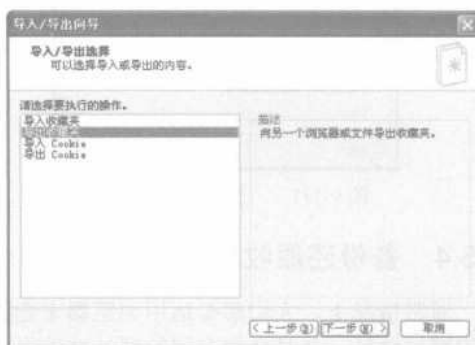 导入/导出向导
导入/导出选择
可以选择导入或导出的内容。
请选择要执行的操作。
导入收藏夹
导入 Cookie
导出 Cookie
描述
向另一个浏览器或文件导出收藏夹。
< 上一步(B)
下一步(N) >
取消